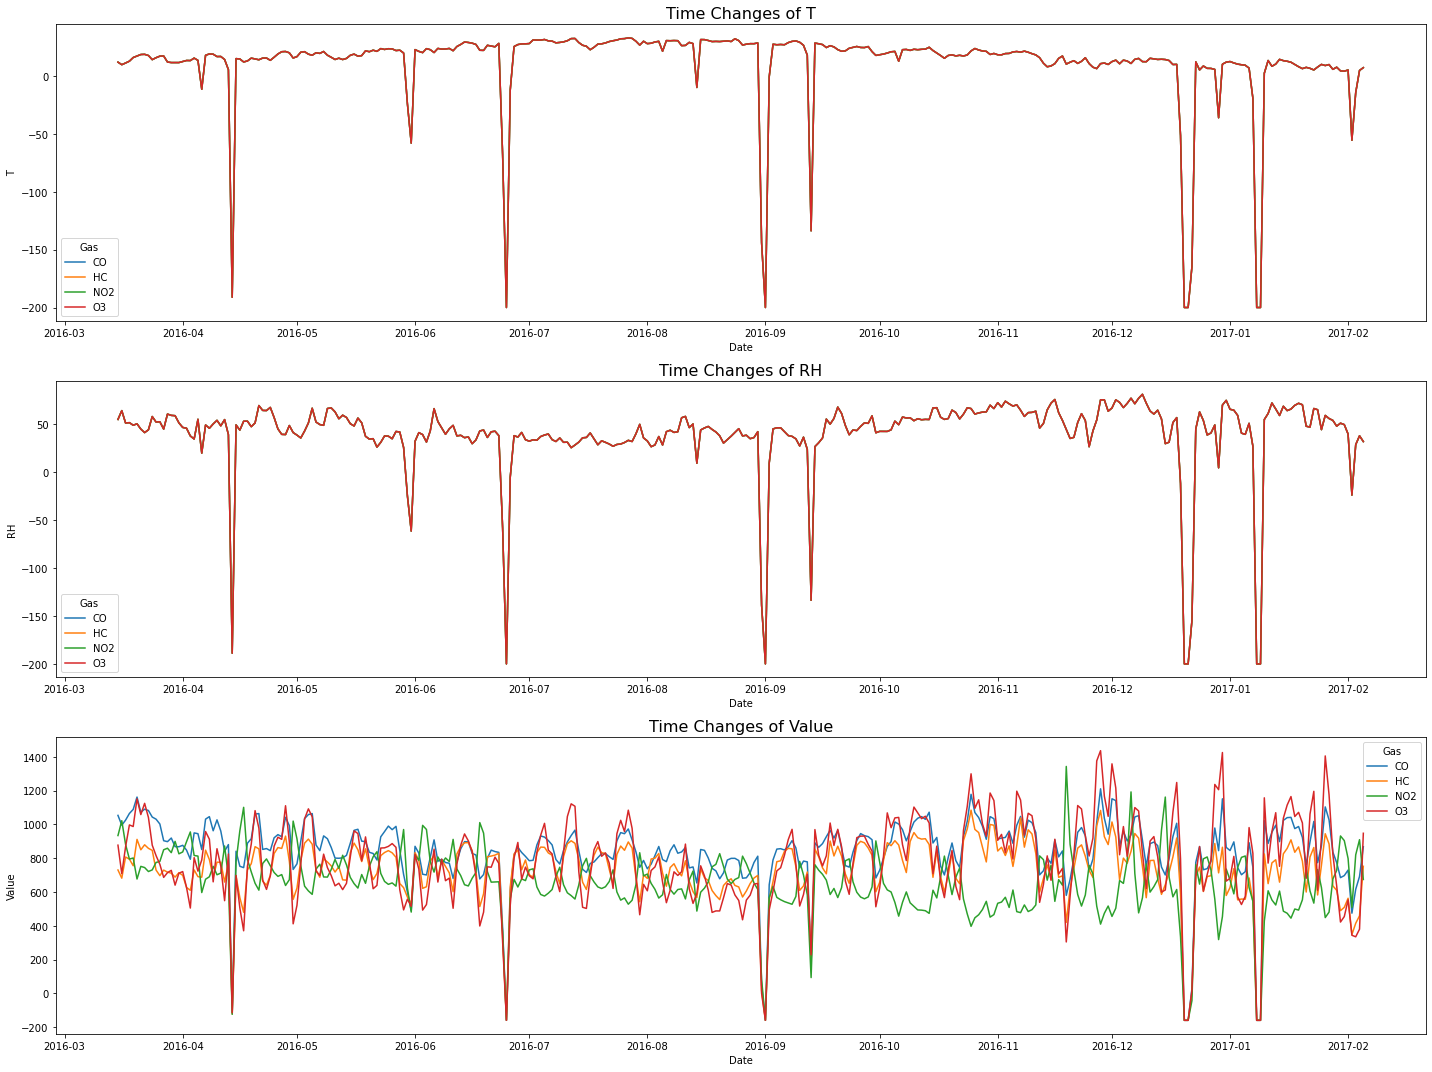 Time Changes of T
0
−50
−100
−150
−200
T
Gas
CO
HC
NO2
O3
2016-03 2016-04 2016-05 2016-06 2016-07 2016-08 2016-09 2016-10 2016-11 2016-12 2017-01 2017-02
Date
Time Changes of RH
50
0
−50
−100
−150
−200
RH
Gas
CO
HC
NO2
O3
2016-03 2016-04 2016-05 2016-06 2016-07 2016-08 2016-09 2016-10 2016-11 2016-12 2017-01 2017-02
Date
Time Changes of Value
1400
1200
1000
800
600
400
200
0
−200
Value
Gas
CO
HC
NO2
O3
2016-03 2016-04 2016-05 2016-06 2016-07 2016-08 2016-09 2016-10 2016-11 2016-12 2017-01 2017-02
Date